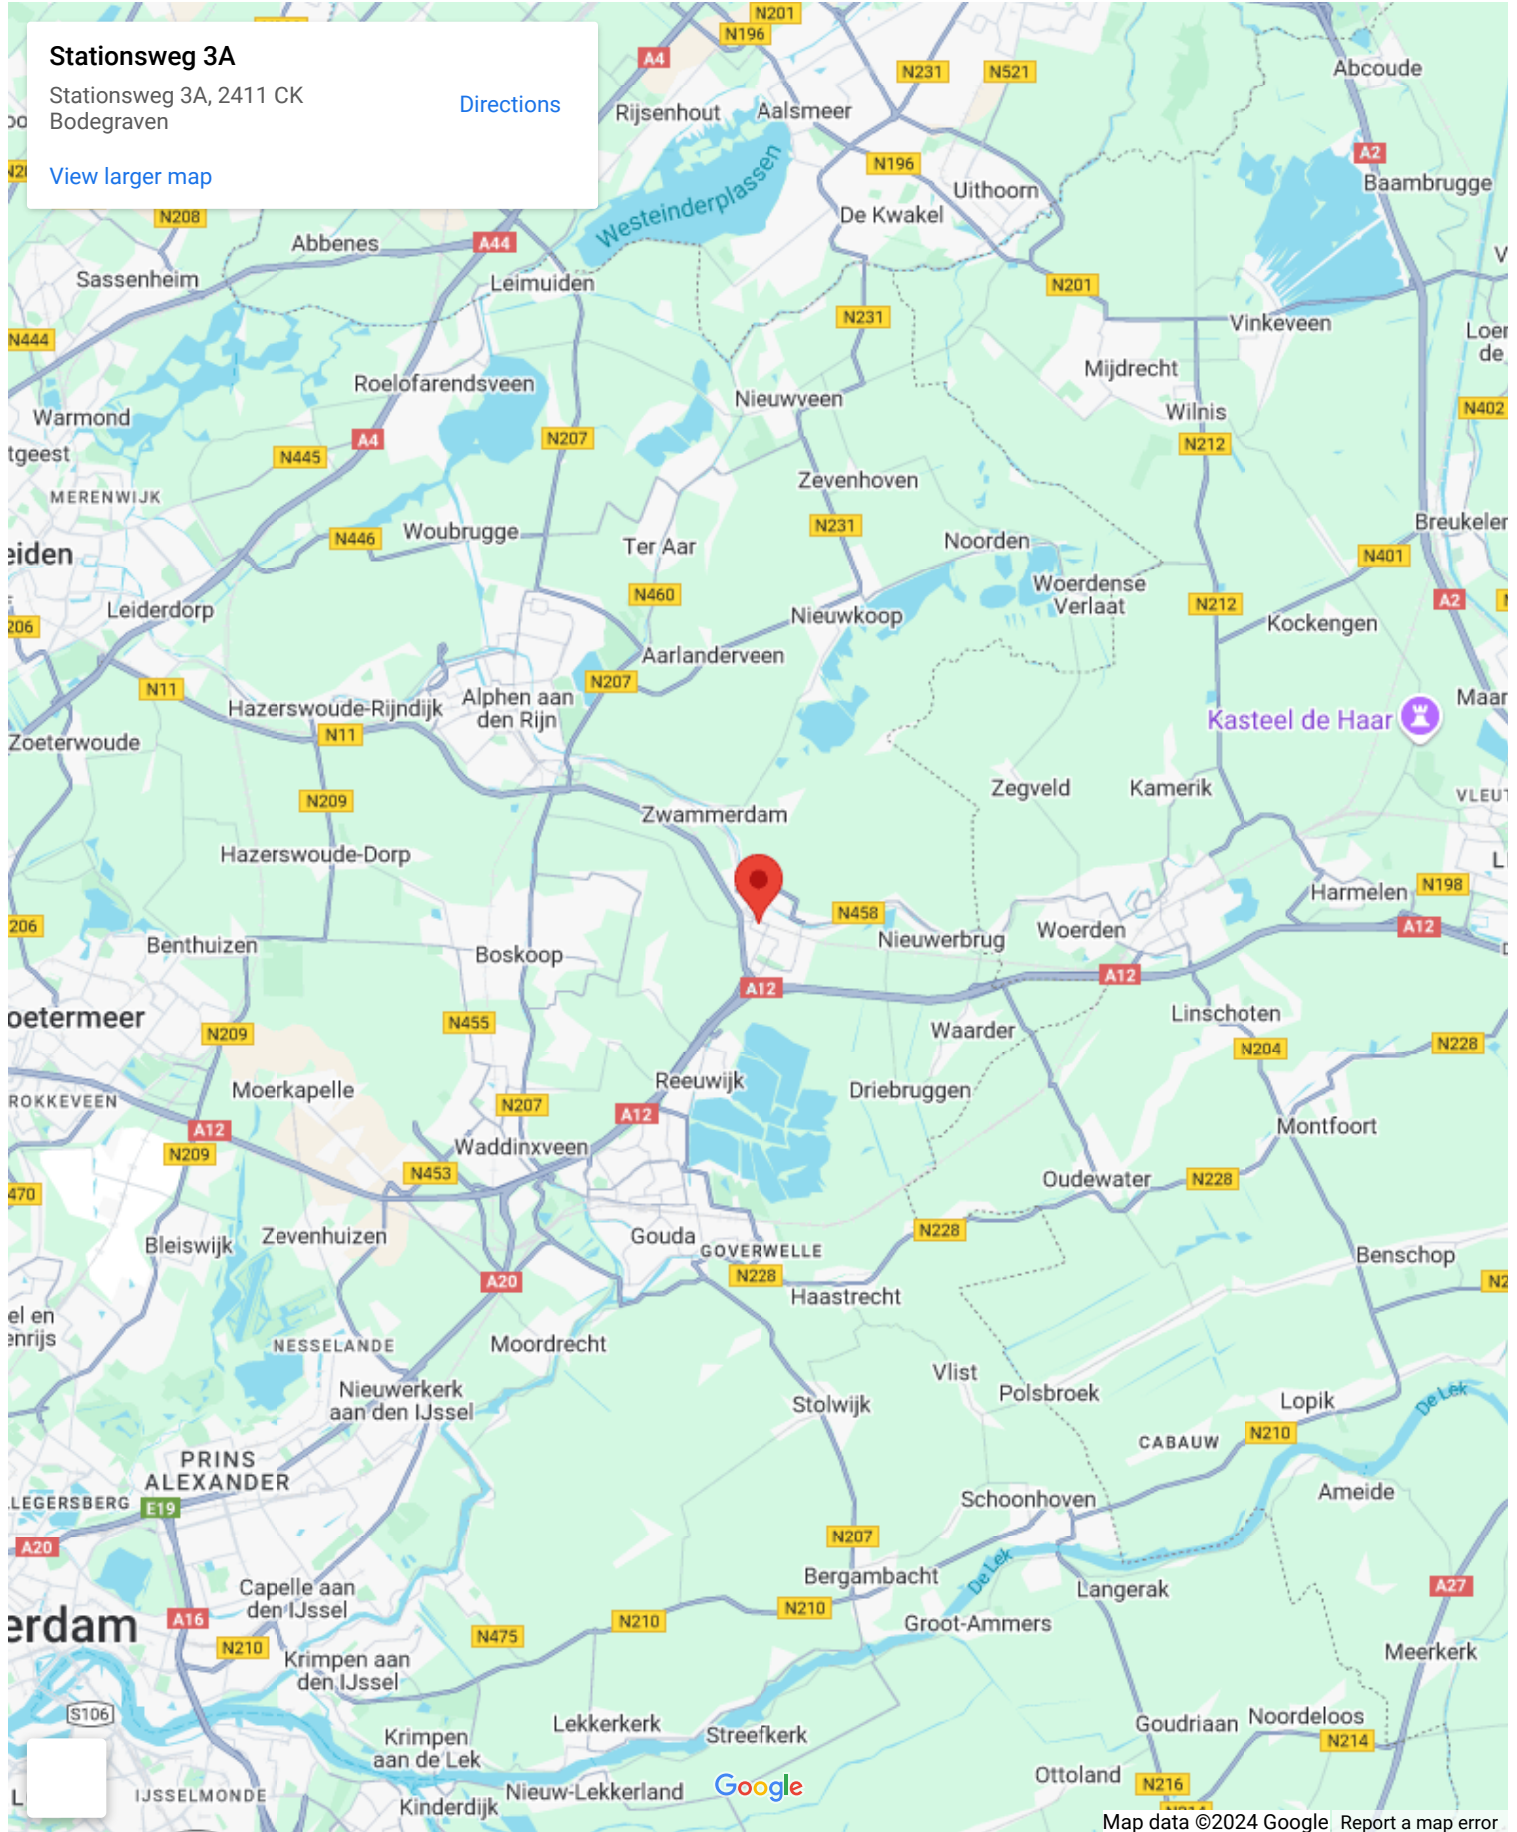 Stationsweg 3A
Stationsweg 3A, 2411 CK
Bodegraven
Directions
View larger map
N201
N196
A4
N231
N521
Abcoude
Rijsenhout
Aalsmeer
A2
N196
Baambrugge
Westeinderplassen
Uithoorn
De Kwakel
N208
Abbenes
A44
Sassenheim
Leimuiden
N201
N231
Vinkeveen
N444
Mijdrecht
Roelofarendsveen
Nieuwveen
Warmond
Wilnis
N402
A4
N207
N212
tgeest
N445
Zevenhoven
MERENWIJK
Breukelen
N231
Woubrugge
N446
Noorden
Ter Aar
eiden
N401
Woerdense
Verlaat
N460
A2
N212
Leiderdorp
Nieuwkoop
Kockengen
206
Aarlanderveen
N207
N11
Alphen aan
den Rijn
Maar
Hazerswoude-Rijndijk
Kasteel de Haar
N11
Zoeterwoude
Zegveld
Kamerik
VLEUT
N209
Zwammerdam
Hazerswoude-Dorp
Harmelen
N198
N458
206
A12
Woerden
Nieuwerbrug
Benthuizen
Boskoop
A12
A12
oetermeer
Linschoten
N455
N209
Waarder
N204
N228
Reeuwijk
Moerkapelle
Driebruggen
ROKKEVEEN
N207
A12
A12
Montfoort
Waddinxveen
N209
N453
Oudewater
N228
470
Gouda
N228
Zevenhuizen
Bleiswijk
GOVERWELLE
Benschop
N228
A20
Haastrecht
el en
enrijs
NESSELANDE
Moordrecht
Vlist
Nieuwerkerk
aan den IJssel
Polsbroek
De Lek
Lopik
Stolwijk
N210
CABAUW
PRINS
ALEXANDER
Ameide
LEGERSBERG
E19
Schoonhoven
N207
A20
De Lek
Bergambacht
Capelle aan
den IJssel
Langerak
A27
N210
N210
A16
erdam
Groot-Ammers
N475
N210
Meerkerk
Krimpen aan
den IJssel
S106
Noordeloos
Lekkerkerk
Goudriaan
Streefkerk
Krimpen
aan de Lek
N214
Ottoland
N216
Google
Nieuw-Lekkerland
IJSSELMONDE
Kinderdijk
Map data ©2024 Google
Report a map error